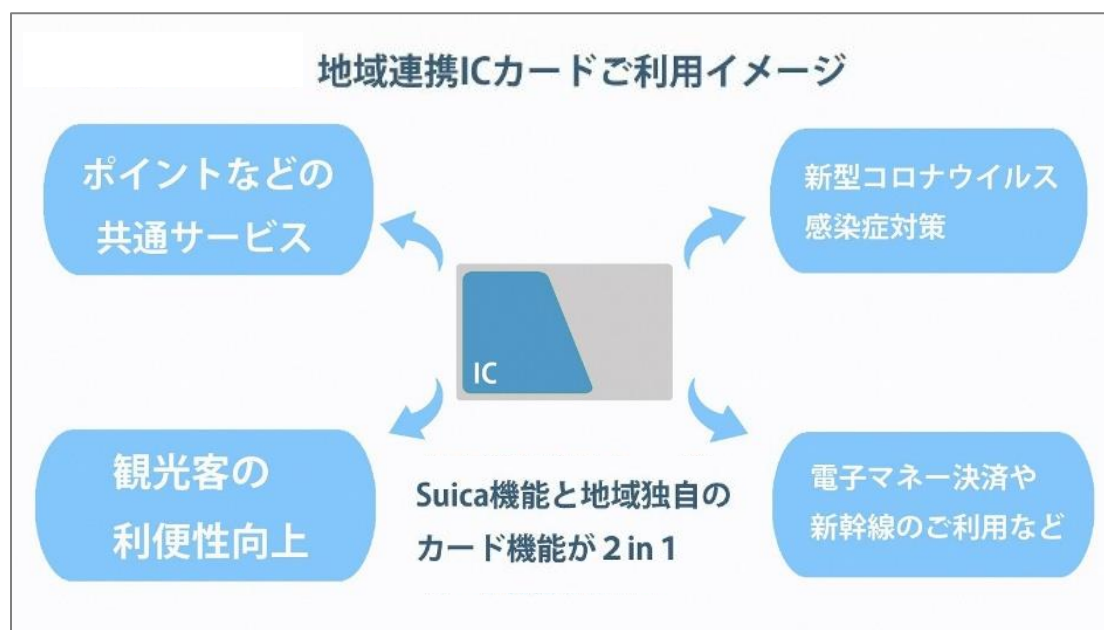 地域連携ICカードご利用イメージ
ポイントなどの
共通サービス
新型コロナウイルス
感染症対策
IC
観光客の
利便性向上
Suica機能と地域独自の
カード機能が 2 in 1
電子マネー決済や
新幹線のご利用など